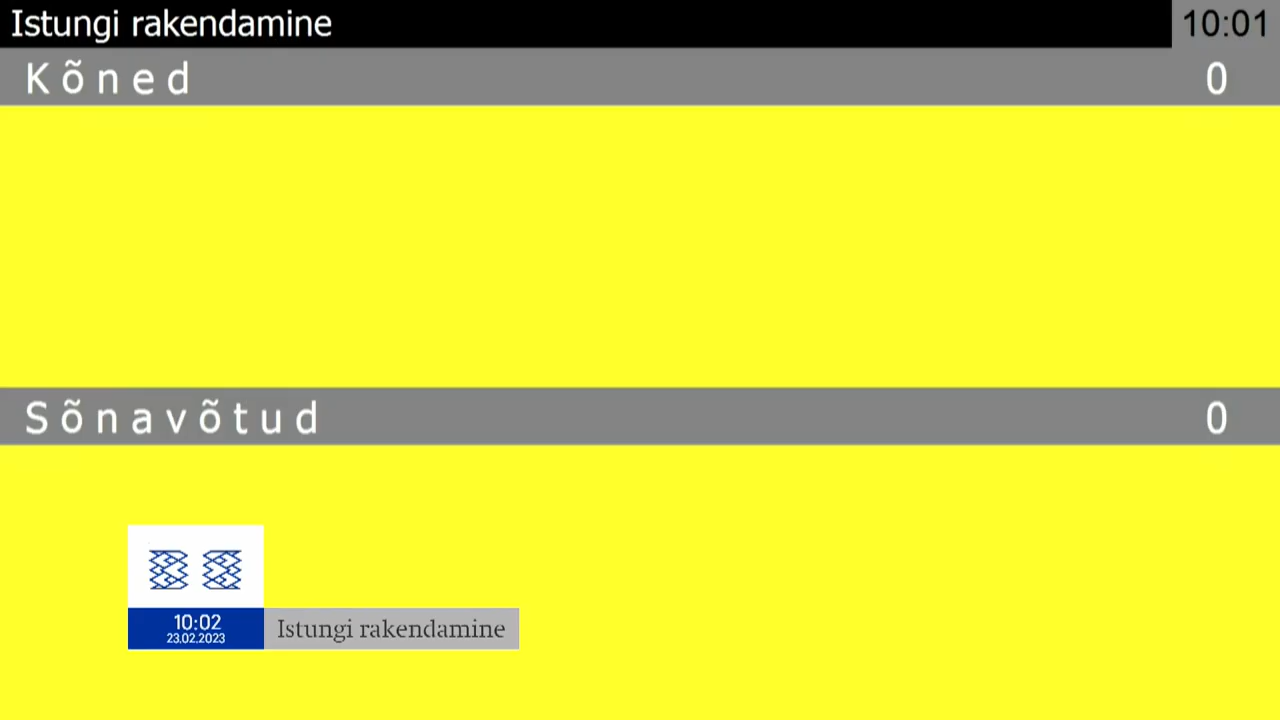 Istungi rakendamine
10:01
Kõned
0
Sõnavõtud
0
10:02
23.02.2023
Istungi rakendamine